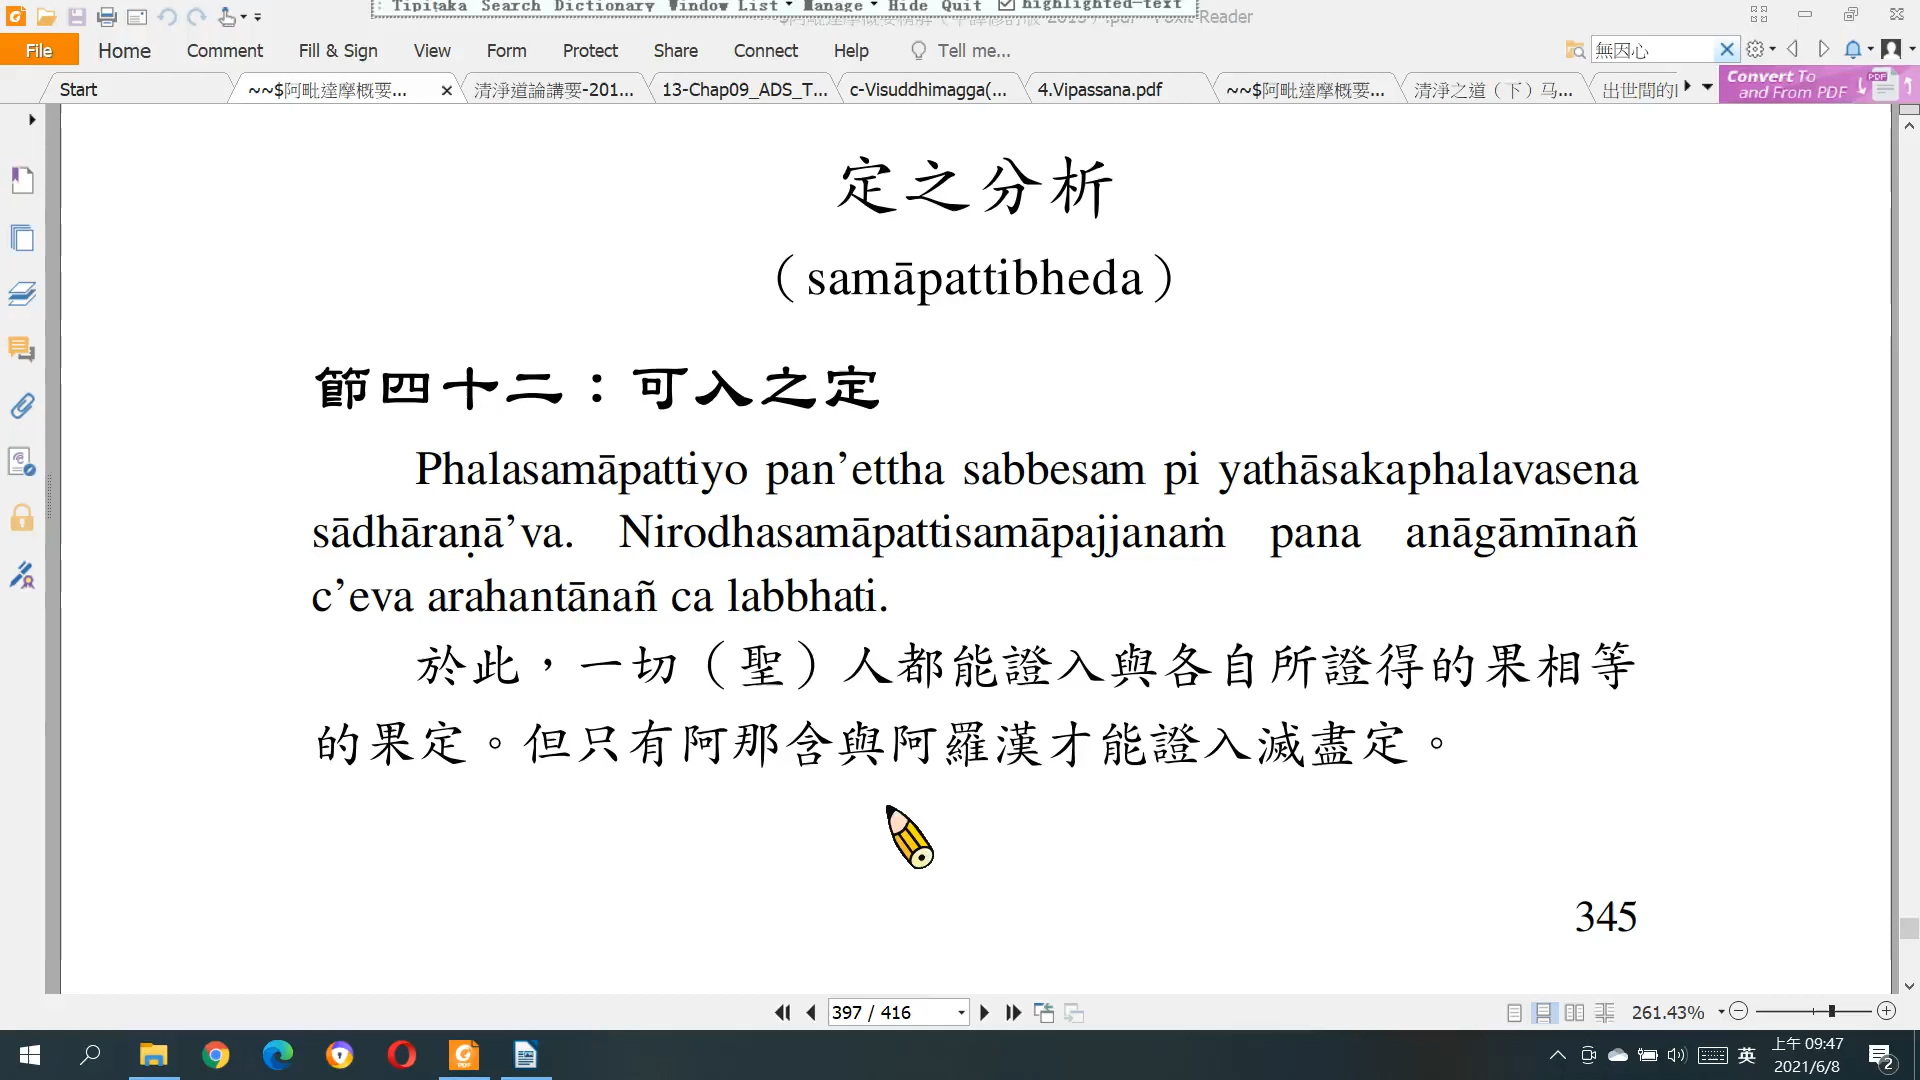 Tipitaka Search Dictionary Window List Manage Hide Quit highlighted-text
Reader
File Home Comment Fill & Sign View Form Protect Share Connect Help Tell me... 無因心
Start ~~$阿毗達摩概要... 清淨道論講要-201... 13-Chap09_ADS_T... c-Visuddhimagga(... 4.Vipassana.pdf ~~$阿毗達摩概要... 清淨之道（下）马... 出世間的
Convert To
and From PDF
定之分析
（samāpattibheda）
節四十二：可入之定
Phalasamāpattiyo pan’ettha sabbesam pi yathāsakaphalavasena
sādhāraṇā’va. Nirodhasamāpattisamāpajjanaṁ pana anāgāmīnañ
c’eva arahantānañ ca labbhati.
於此，一切（聖）人都能證入與各自所證得的果相等
的果定。但只有阿那含與阿羅漢才能證入滅盡定。
345
397 / 416 261.43%
英 上午 09:47
2021/6/8 2